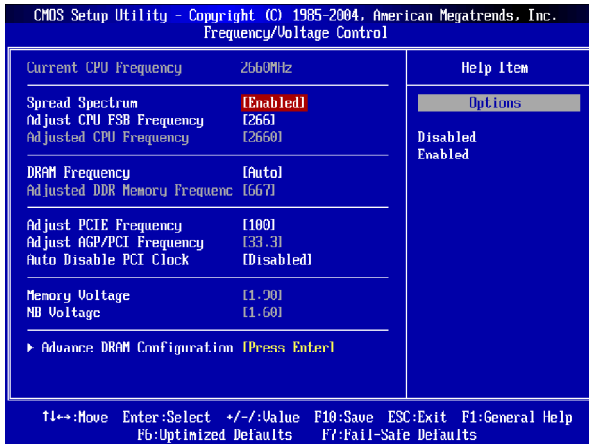 CMOS Setup Utility - Copyright (C) 1985-2004, American Megatrends, Inc.
Frequency/Voltage Control
Current CPU Frequency 2660MHz
Help Item
Spread Spectrum [Enabled]
Options
Adjust CPU FSB Frequency [266]
Adjusted CPU Frequency [2660]
Disabled
Enabled
DRAM Frequency [Auto]
Adjusted DDR Memory Frequenc [667]
Adjust PCIE Frequency [100]
Adjust AGP/PCI Frequency [33.3]
Auto Disable PCI Clock [Disabled]
Memory Voltage [1.90]
NB Voltage [1.60]
▶ Advance DRAM Configuration [Press Enter]
↑↓←→:Move Enter:Select +/-/:Value F10:Save ESC:Exit F1:General Help
F6:Optimized Defaults F7:Fail-Safe Defaults